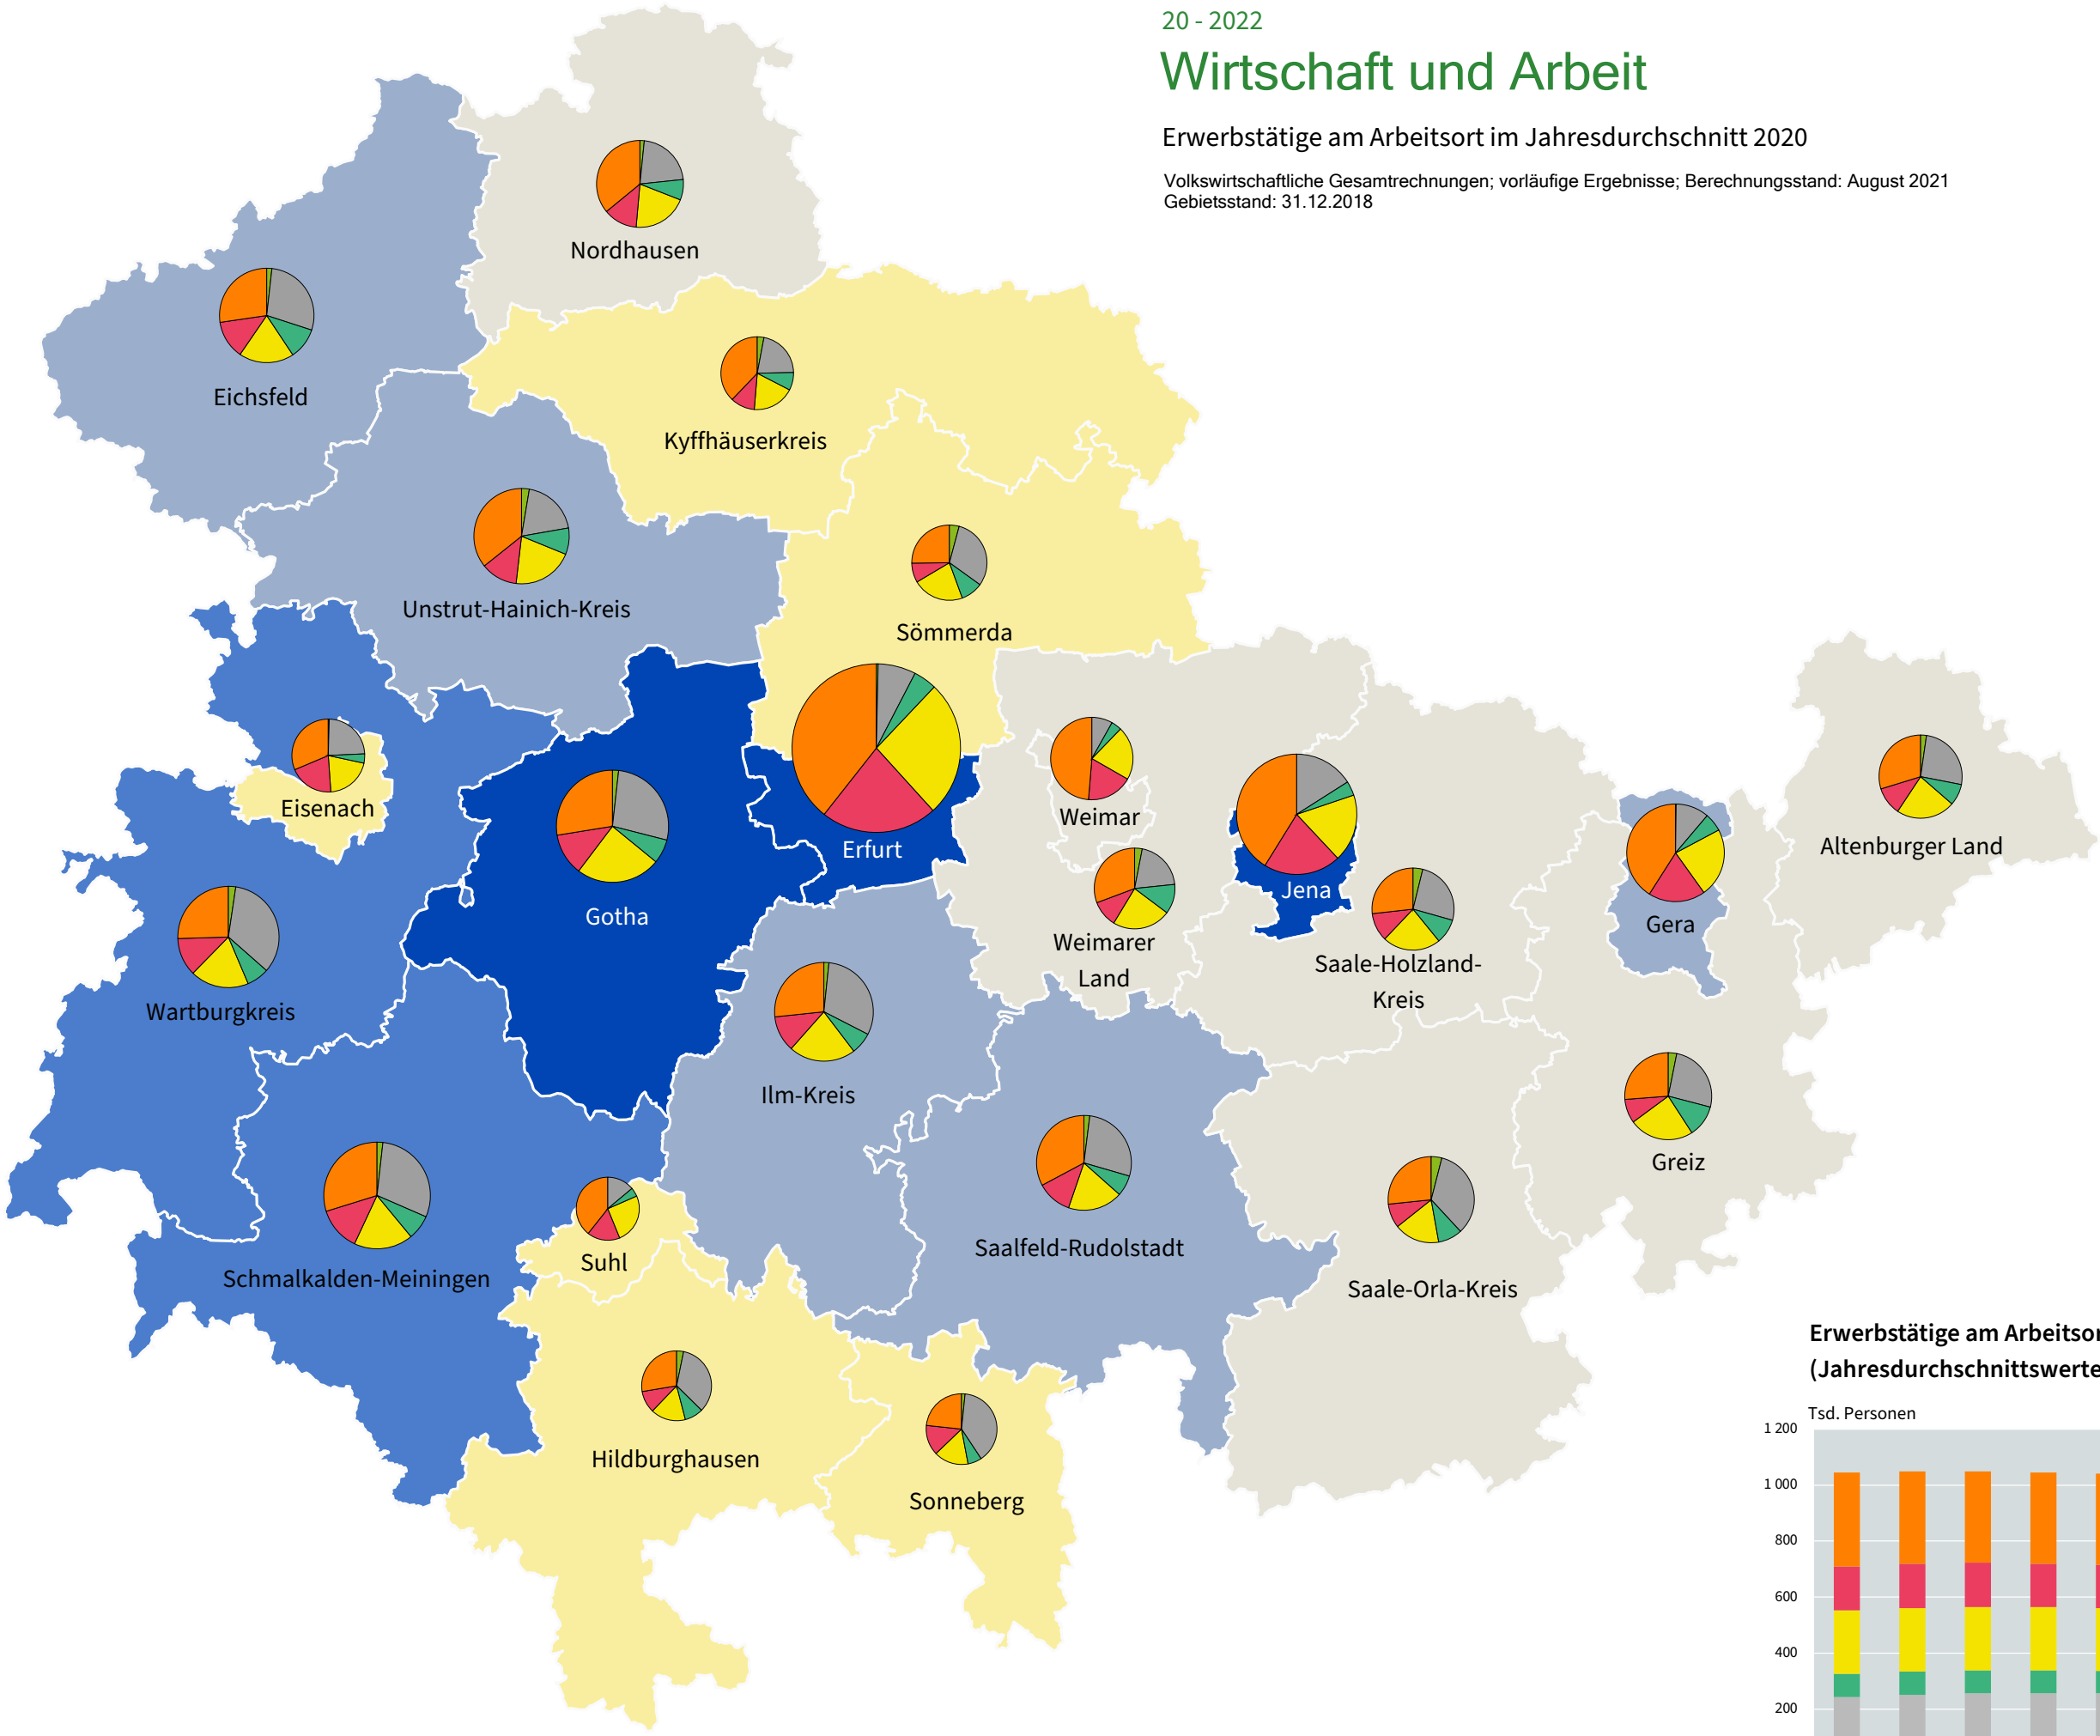 20 - 2022
Wirtschaft und Arbeit
Erwerbstätige am Arbeitsort im Jahresdurchschnitt 2020
Volkswirtschaftliche Gesamtrechnungen; vorläufige Ergebnisse; Berechnungsstand: August 2021
Gebietsstand: 31.12.2018
Nordhausen
Eichsfeld
Kyffhäuserkreis
Unstrut-Hainich-Kreis
Sömmerda
Eisenach
Weimar
Erfurt
Altenburger Land
Jena
Gotha
Gera
Weimarer
Land
Saale-Holzland-
Kreis
Wartburgkreis
Ilm-Kreis
Greiz
Saalfeld-Rudolstadt
Suhl
Schmalkalden-Meiningen
Saale-Orla-Kreis
Hildburghausen
Sonneberg
Erwerbstätige am Arbeitsor
(Jahresdurchschnittswerte
Tsd. Personen
1 200
1 000
800
600
400
200